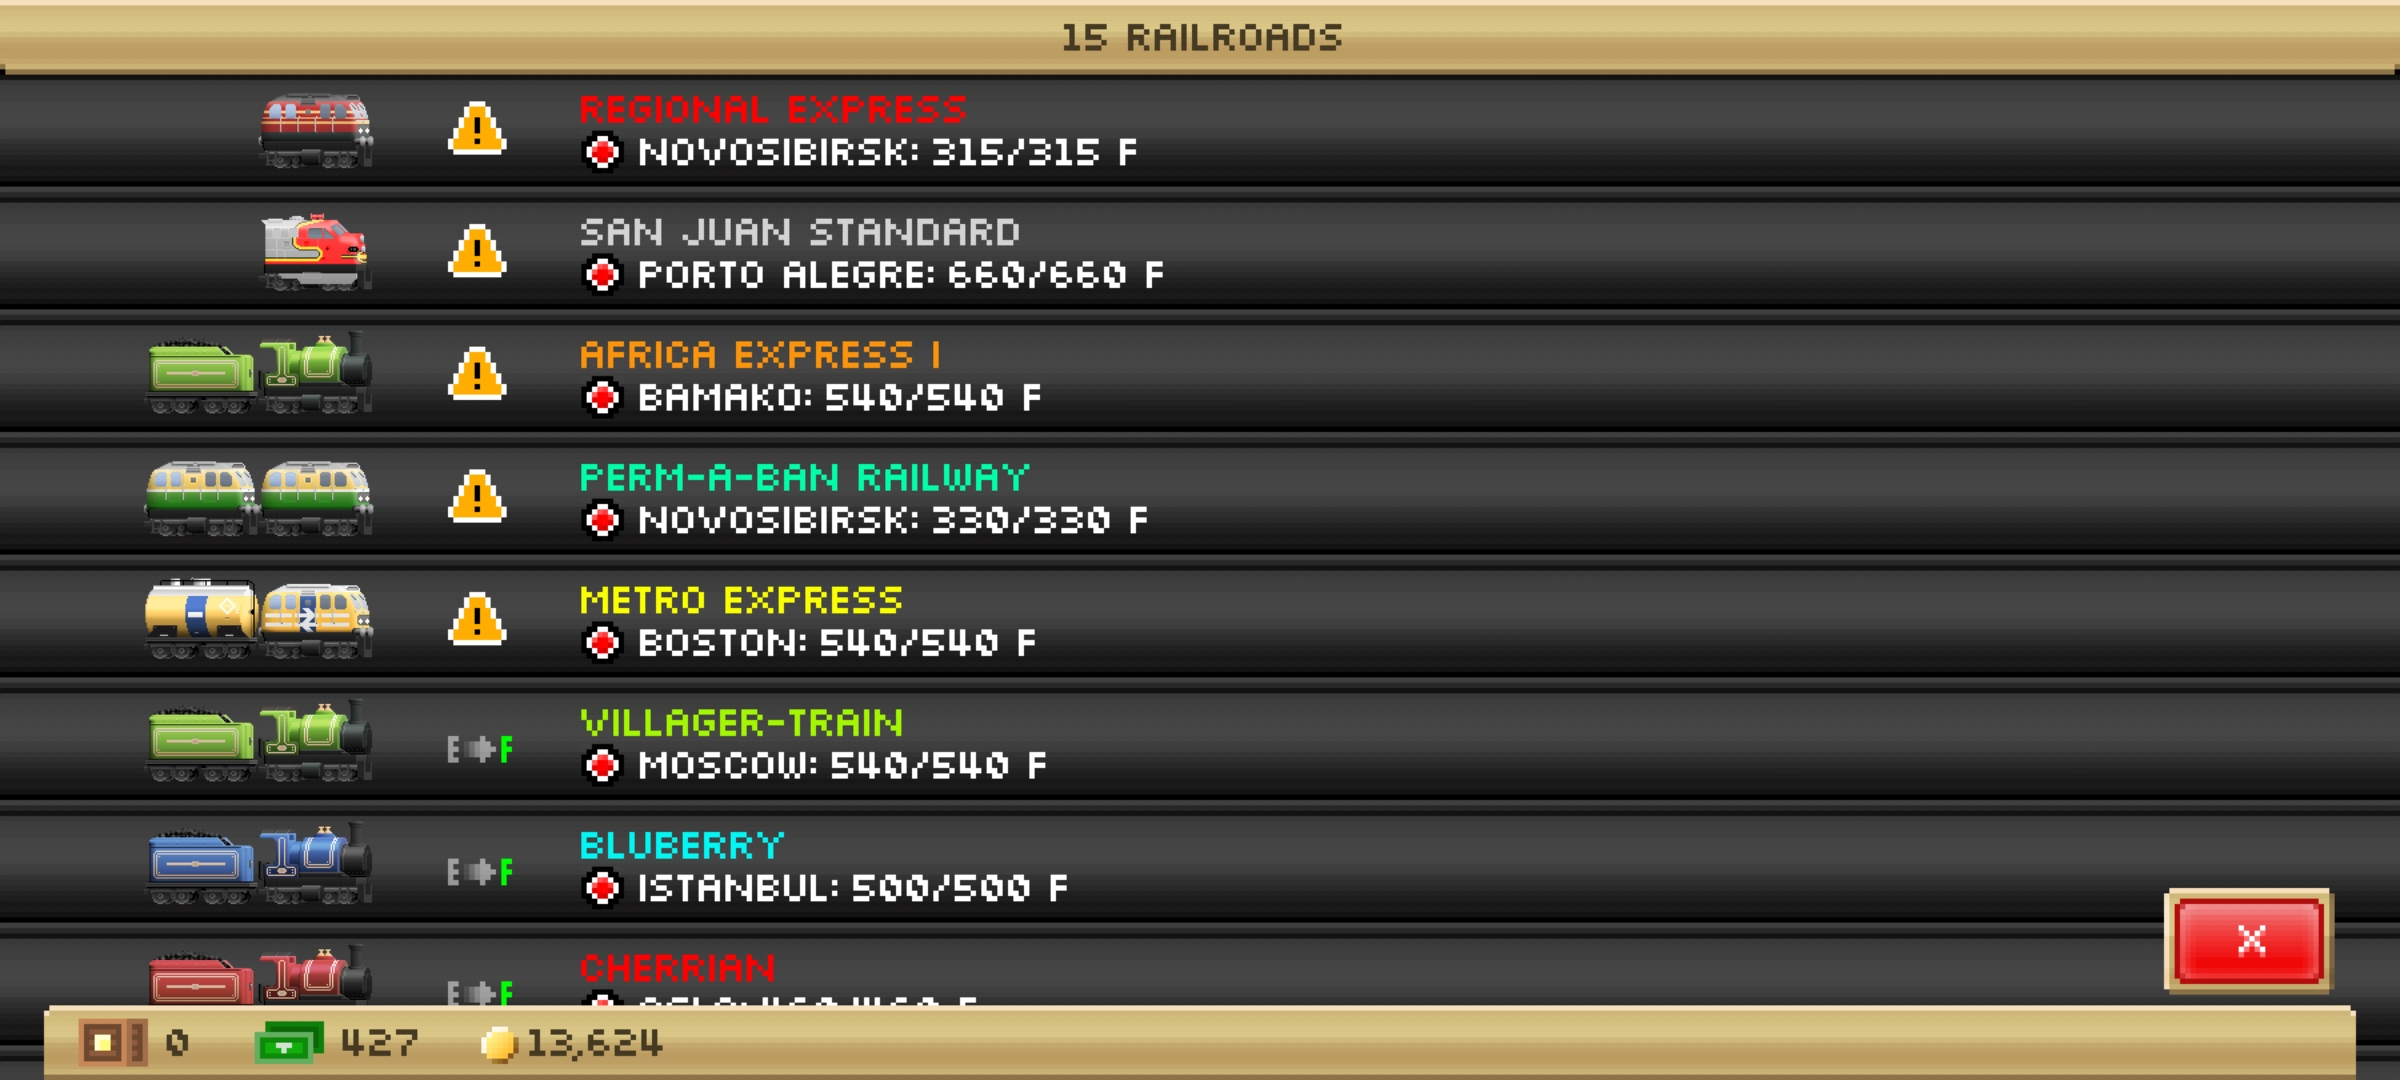 15 RAILROADS
REGIONAL EXPRESS
NOVOSIBIRSK: 315/315 F
SAN JUAN STANDARD
PORTO ALEGRE: 660/660 F
AFRICA EXPRESS I
BAMAKO: 540/540 F
PERM-A-BAN RAILWAY
NOVOSIBIRSK: 330/330 F
METRO EXPRESS
BOSTON: 540/540 F
E F VILLAGER-TRAIN
MOSCOW: 540/540 F
E F BLUBERRY
ISTANBUL: 500/500 F
E F CHERRIAN
X
0 427 13,624